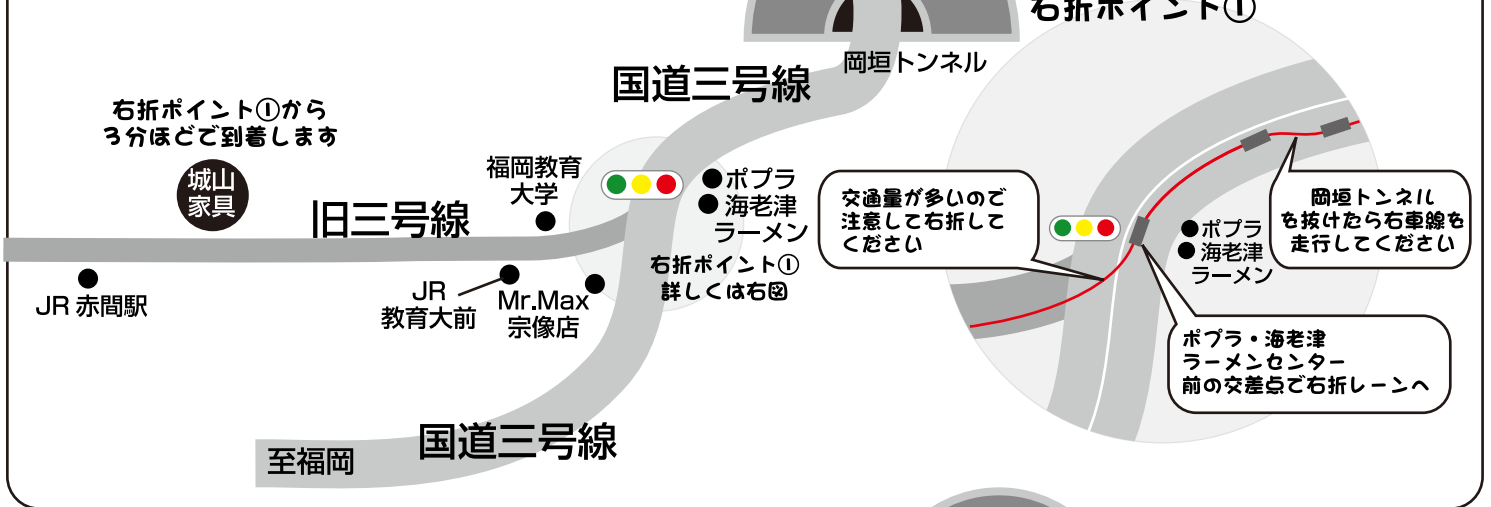 右折ポイント①
岡垣トンネル
国道三号線
右折ポイント①から
3分ほどで到着します
城山
家具
旧三号線
福岡教育
大学
ポプラ
海老津
ラーメン
右折ポイント①
詳しくは右図
JR 赤間駅
JR
教育大前
Mr.Max
宗像店
国道三号線
至福岡
交通量が多いので
注意して右折して
ください
岡垣トンネル
を抜けたら右車線を
走行してください
ポプラ
海老津
ラーメン
ポプラ・海老津
ラーメンセンター
前の交差点で右折レーンへ